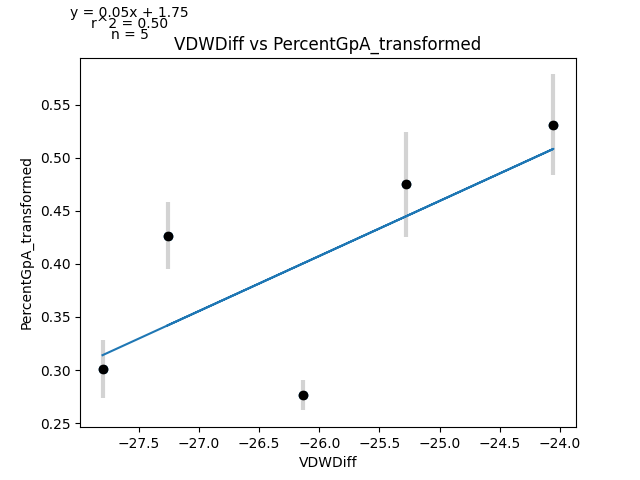 y = 0.05x + 1.75
r^2 = 0.50
n = 5
VDWDiff vs PercentGpA_transformed
PercentGpA_transformed
0.55
0.50
0.45
0.40
0.35
0.30
0.25
−27.5 −27.0 −26.5 −26.0 −25.5 −25.0 −24.5 −24.0
VDWDiff